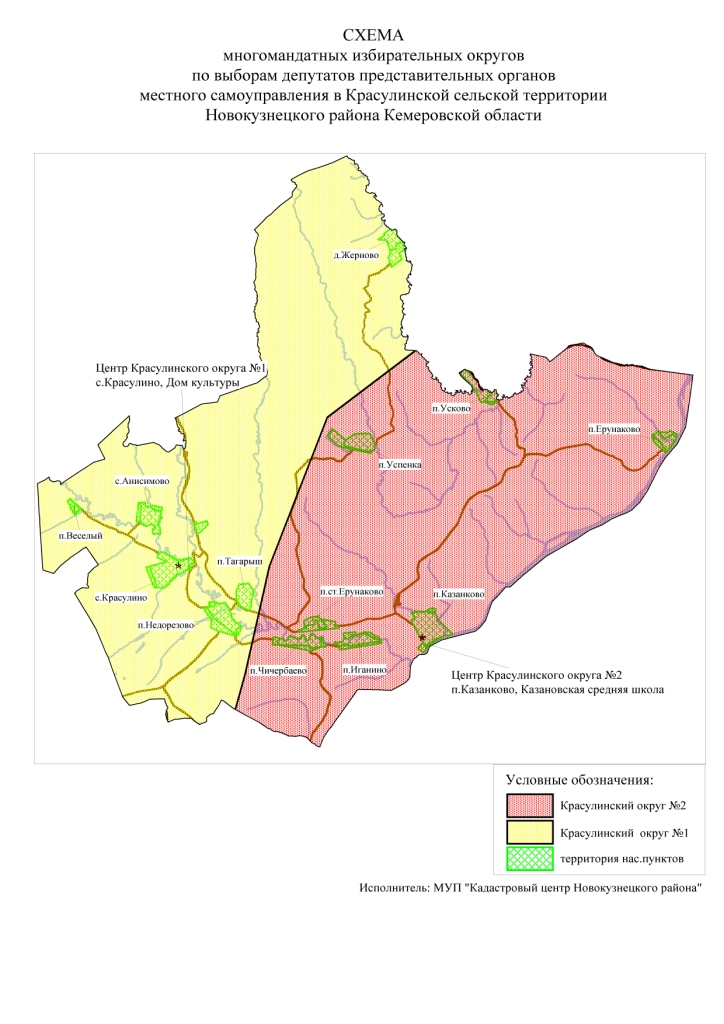 СХЕМА
многомандатных избирательных округов
по выборам депутатов представительных органов
местного самоуправления в Красулинской сельской территории
Новокузнецкого района Кемеровской области
д.Жерново
Центр Красулинского округа №1
с.Красулино, Дом культуры
п.Усково
п.Ерунаково
п.Успенка
с.Анисимово
п.Веселый
п.Тагарыш
п.ст.Ерунаково
п.Казанково
с.Красулино
п.Недорезово
п.Чичербаево
п.Иганино
Центр Красулинского округа №2
п.Казанково, Казановская средняя школа
Условные обозначения:
Красулинский округ №2
Красулинский округ №1
территория нас.пунктов
Исполнитель: МУП "Кадастровый центр Новокузнецкого района"